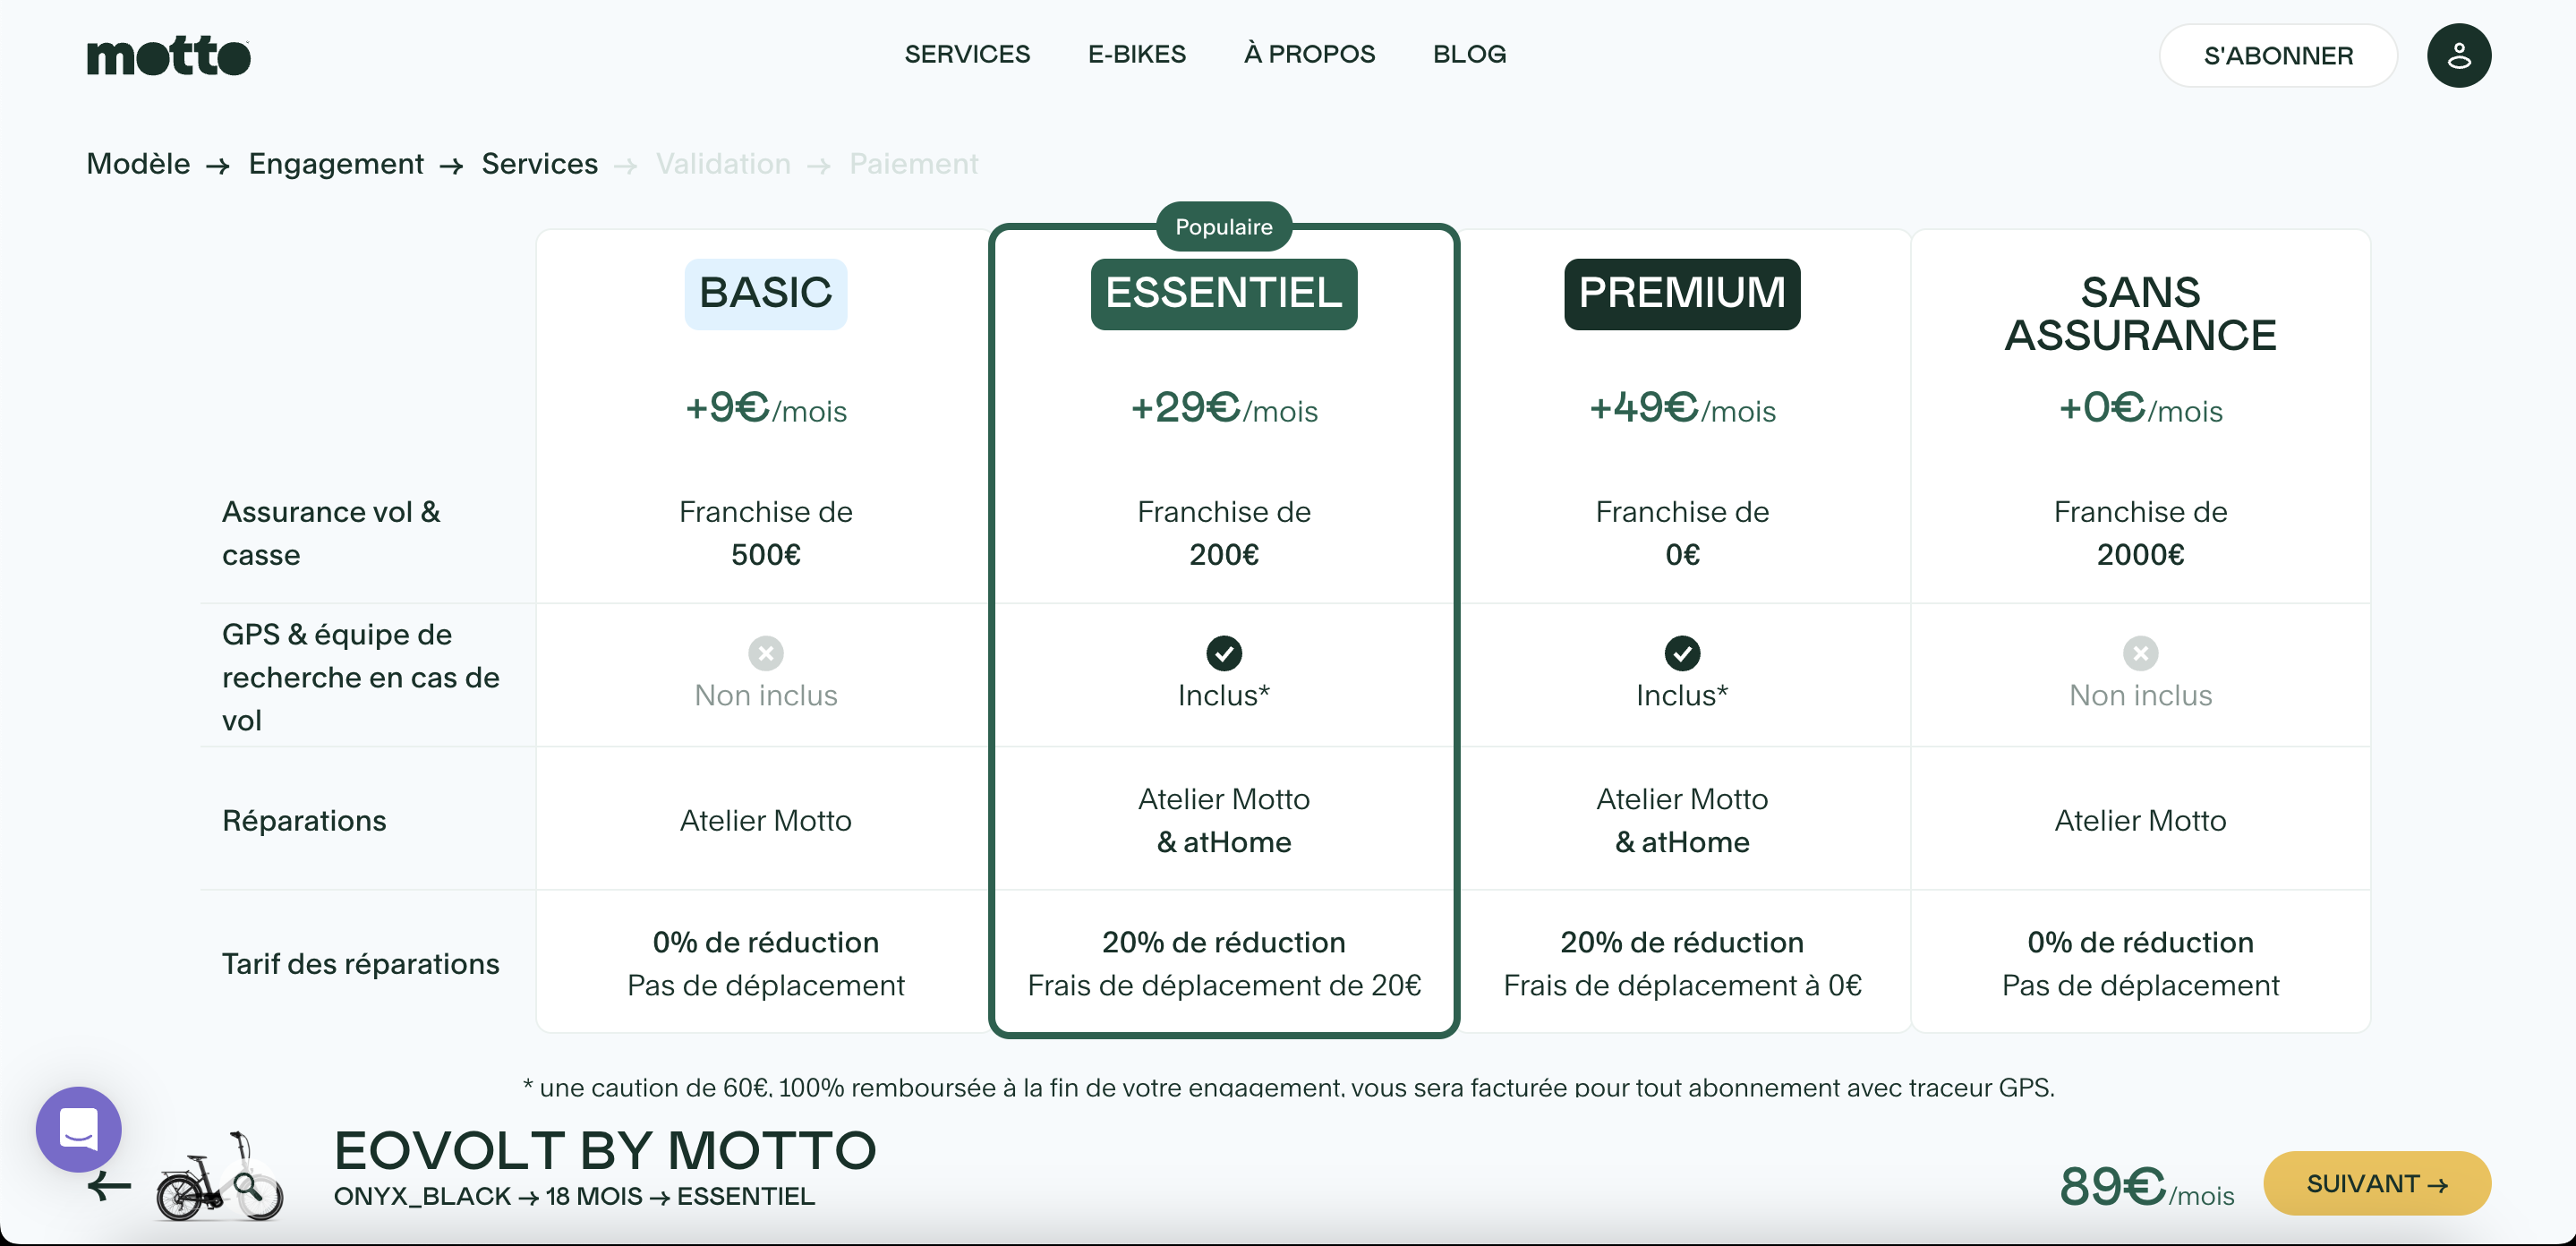 motto
SERVICES E-BIKES À PROPOS BLOG
S'ABONNER
Modèle → Engagement → Services → Validation → Paiement
Populaire
BASIC
ESSENTIEL
PREMIUM
SANS
ASSURANCE
+9€/mois
+29€/mois
+49€/mois
+0€/mois
Assurance vol &
casse
Franchise de
500€
Franchise de
200€
Franchise de
0€
Franchise de
2000€
GPS & équipe de
recherche en cas de
vol
Non inclus
Inclus*
Inclus*
Non inclus
Réparations
Atelier Motto
Atelier Motto
& atHome
Atelier Motto
& atHome
Atelier Motto
Tarif des réparations
0% de réduction
Pas de déplacement
20% de réduction
Frais de déplacement de 20€
20% de réduction
Frais de déplacement à 0€
0% de réduction
Pas de déplacement
* une caution de 60€, 100% remboursée à la fin de votre engagement, vous sera facturée pour tout abonnement avec traceur GPS.
EOVOLT BY MOTTO
ONYX_BLACK → 18 MOIS → ESSENTIEL
89€/mois
SUIVANT →